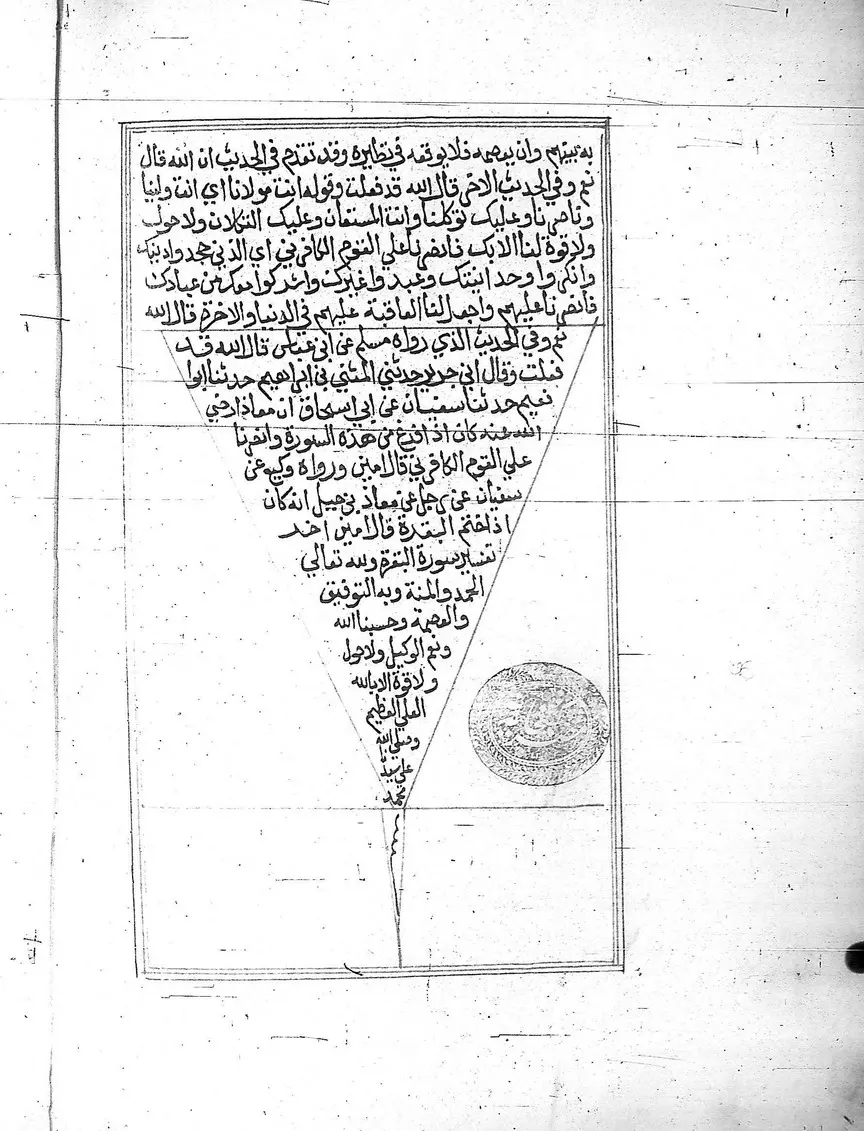 به بينهم وان يعصمه فلا يوقفه في نظيره وقد تقدم في الحديث ان الله قال
نعم وفي الحديث الاخر قال الله قد فعلت وقوله انت مولانا اي انت ولينا
وناصرنا وعليك توكلنا وانت المستعان وعليك التكلان ولا حول
ولا قوة لنا الا بك فانصرنا علي القوم الكافرين اي الذين جحدوا دينك
وانكروا وحدانيتك وعبدوا غيرك واشركوا معك من عبادك
فانصرنا عليهم واجعل لنا العاقبة عليهم في الدنيا والاخرة قال الله
نعم وفي الحديث الذي رواه مسلم عن ابن عباس قال الله قد
فعلت وقال ابن جرير حدثني المثني بن ابراهيم حدثنا ابوا
نعيم حدثنا سفيان عن ابي اسحاق ان معاذا رضي
الله عنه كان اذا فرغ من هذه السورة وانصرنا
علي القوم الكافرين قال امين ورواه وكيع عن
سفيان عن رجل عن معاذ بن جبل انه كان
اذا ختم البقرة قال امين اخر
تفسير سورة البقرة ولله تعالي
الحمد والمنة وبه التوفيق
والعصمة وحسبنا الله
ونعم الوكيل ولا حول
ولا قوة الا بالله
العلي العظيم
وصلى الله
على سيدنا
محمد